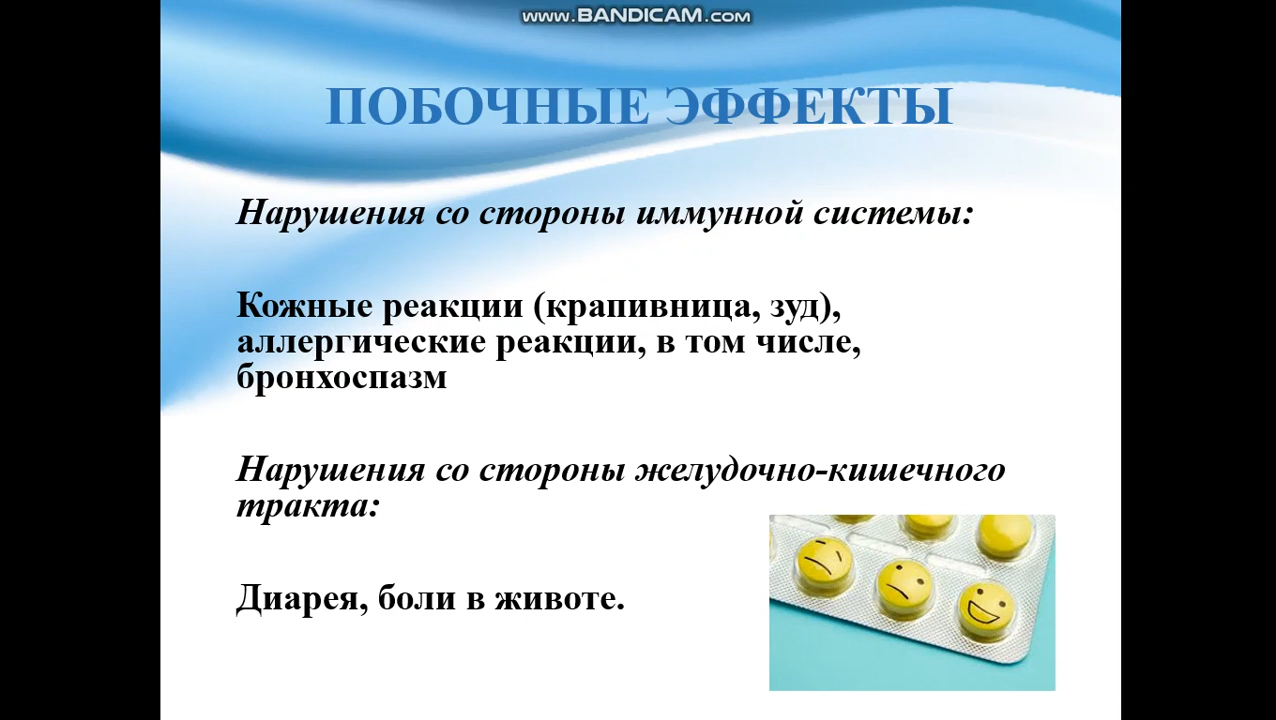 www.BANDICAM.com
ПОБОЧНЫЕ ЭФФЕКТЫ
Нарушения со стороны иммунной системы:
Кожные реакции (крапивница, зуд),
аллергические реакции, в том числе,
бронхоспазм
Нарушения со стороны желудочно-кишечного
тракта:
Диарея, боли в животе.